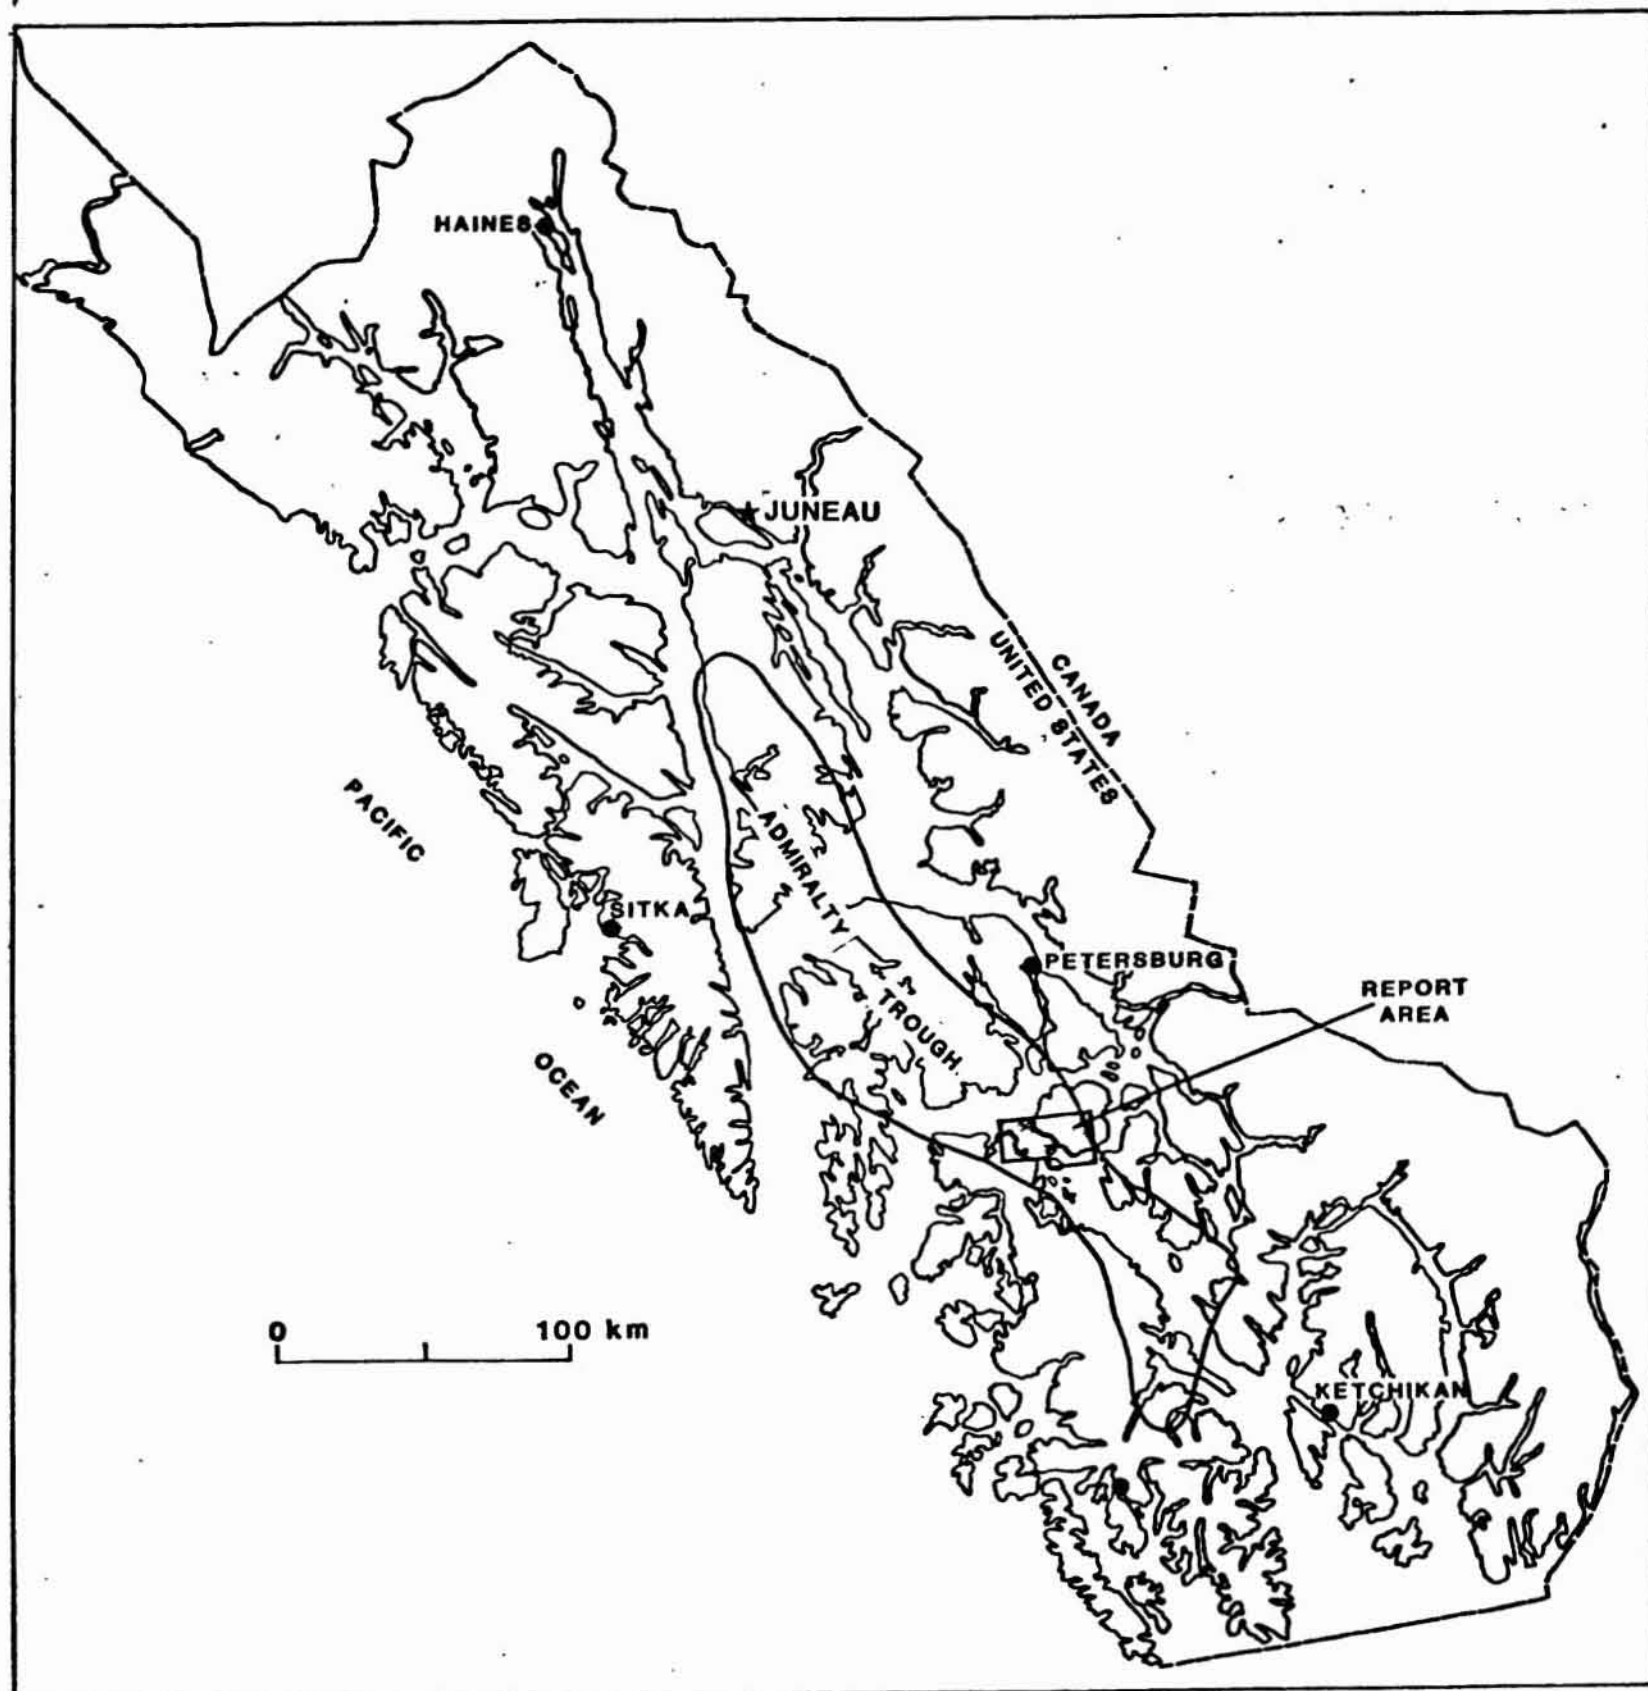 HAINES
JUNEAU
CANADA
UNITED STATES
PACIFIC
ADMIRALTY
SITKA
PETERSBURG
REPORT
AREA
TROUGH
OCEAN
0 100 km
KETCHIKAN